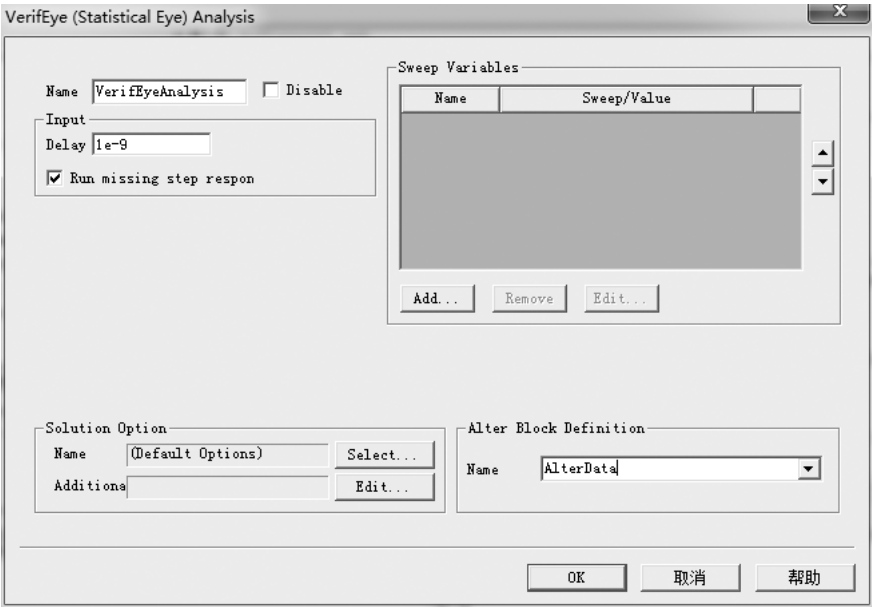 VerifEye (Statistical Eye) Analysis
Name VerifEyeAnalysis Disable
Input
Delay 1e-9
Run missing step respon
Sweep Variables
Name Sweep/Value
Add... Remove Edit...
Solution Option
Name (Default Options) Select...
Additiona Edit...
Alter Block Definition
Name AlterData
OK 取消 帮助